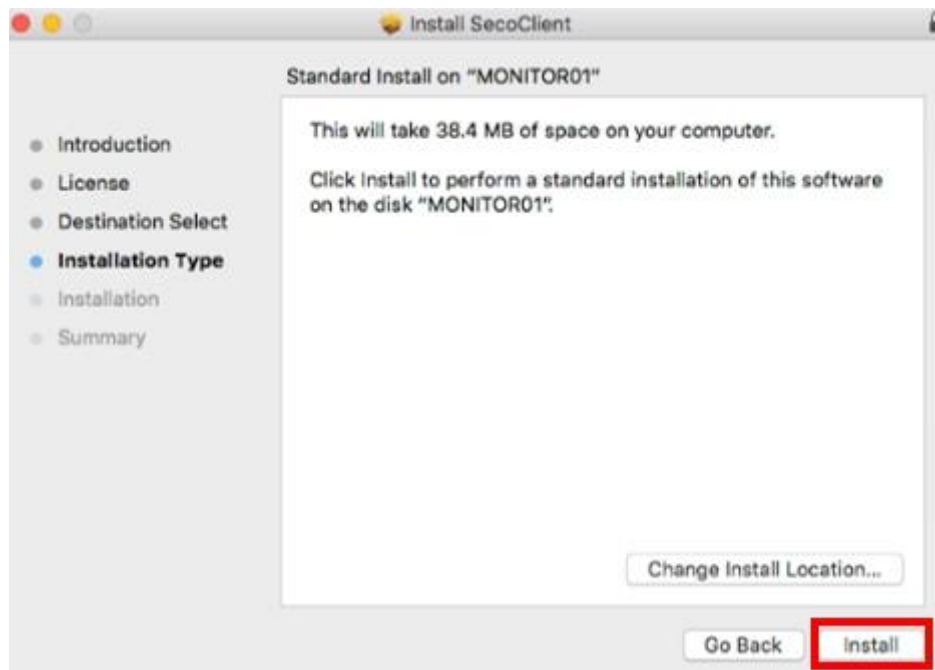 Install SecoClient
Standard Install on "MONITOR01"
Introduction
License
Destination Select
Installation Type
Installation
Summary
This will take 38.4 MB of space on your computer.
Click Install to perform a standard installation of this software
on the disk "MONITOR01".
Change Install Location...
Go Back
Install